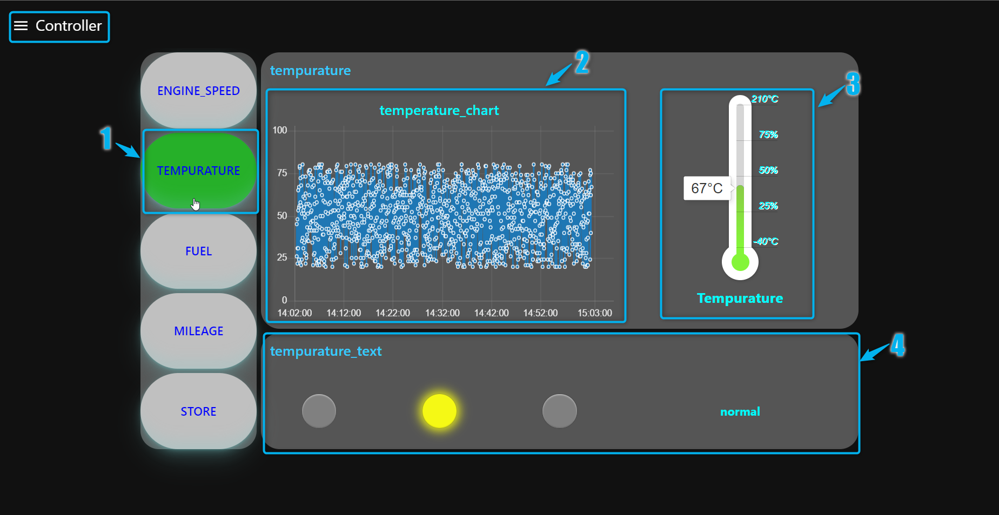 Controller
1
ENGINE_SPEED
TEMPURATURE
FUEL
MILEAGE
STORE
tempurature
2
temperature_chart
100
75
50
25
0
14:02:00 14:12:00 14:22:00 14:32:00 14:42:00 14:52:00 15:03:00
3
210°C
75%
50%
67°C
25%
-40°C
Tempurature
4
tempurature_text
normal